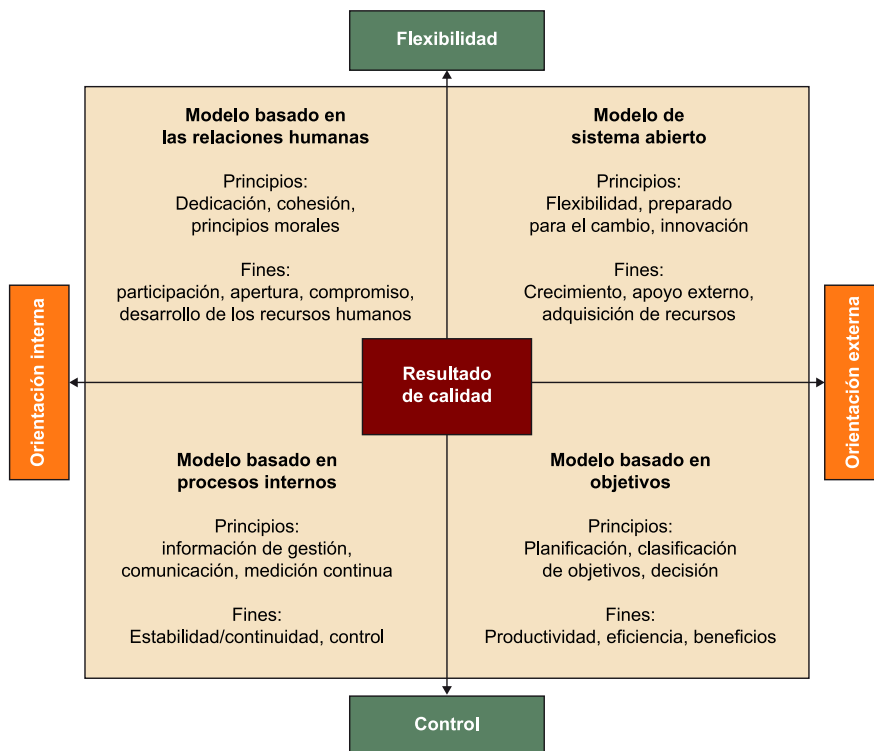 Flexibilidad
Modelo basado en
las relaciones humanas
Principios:
Dedicación, cohesión,
principios morales
Fines:
participación, apertura, compromiso,
desarrollo de los recursos humanos
Modelo de
sistema abierto
Principios:
Flexibilidad, preparado
para el cambio, innovación
Fines:
Crecimiento, apoyo externo,
adquisición de recursos
Orientación interna
Resultado
de calidad
Orientación externa
Modelo basado en
procesos internos
Principios:
información de gestión,
comunicación, medición continua
Fines:
Estabilidad/continuidad, control
Modelo basado en
objetivos
Principios:
Planificación, clasificación
de objetivos, decisión
Fines:
Productividad, eficiencia, beneficios
Control